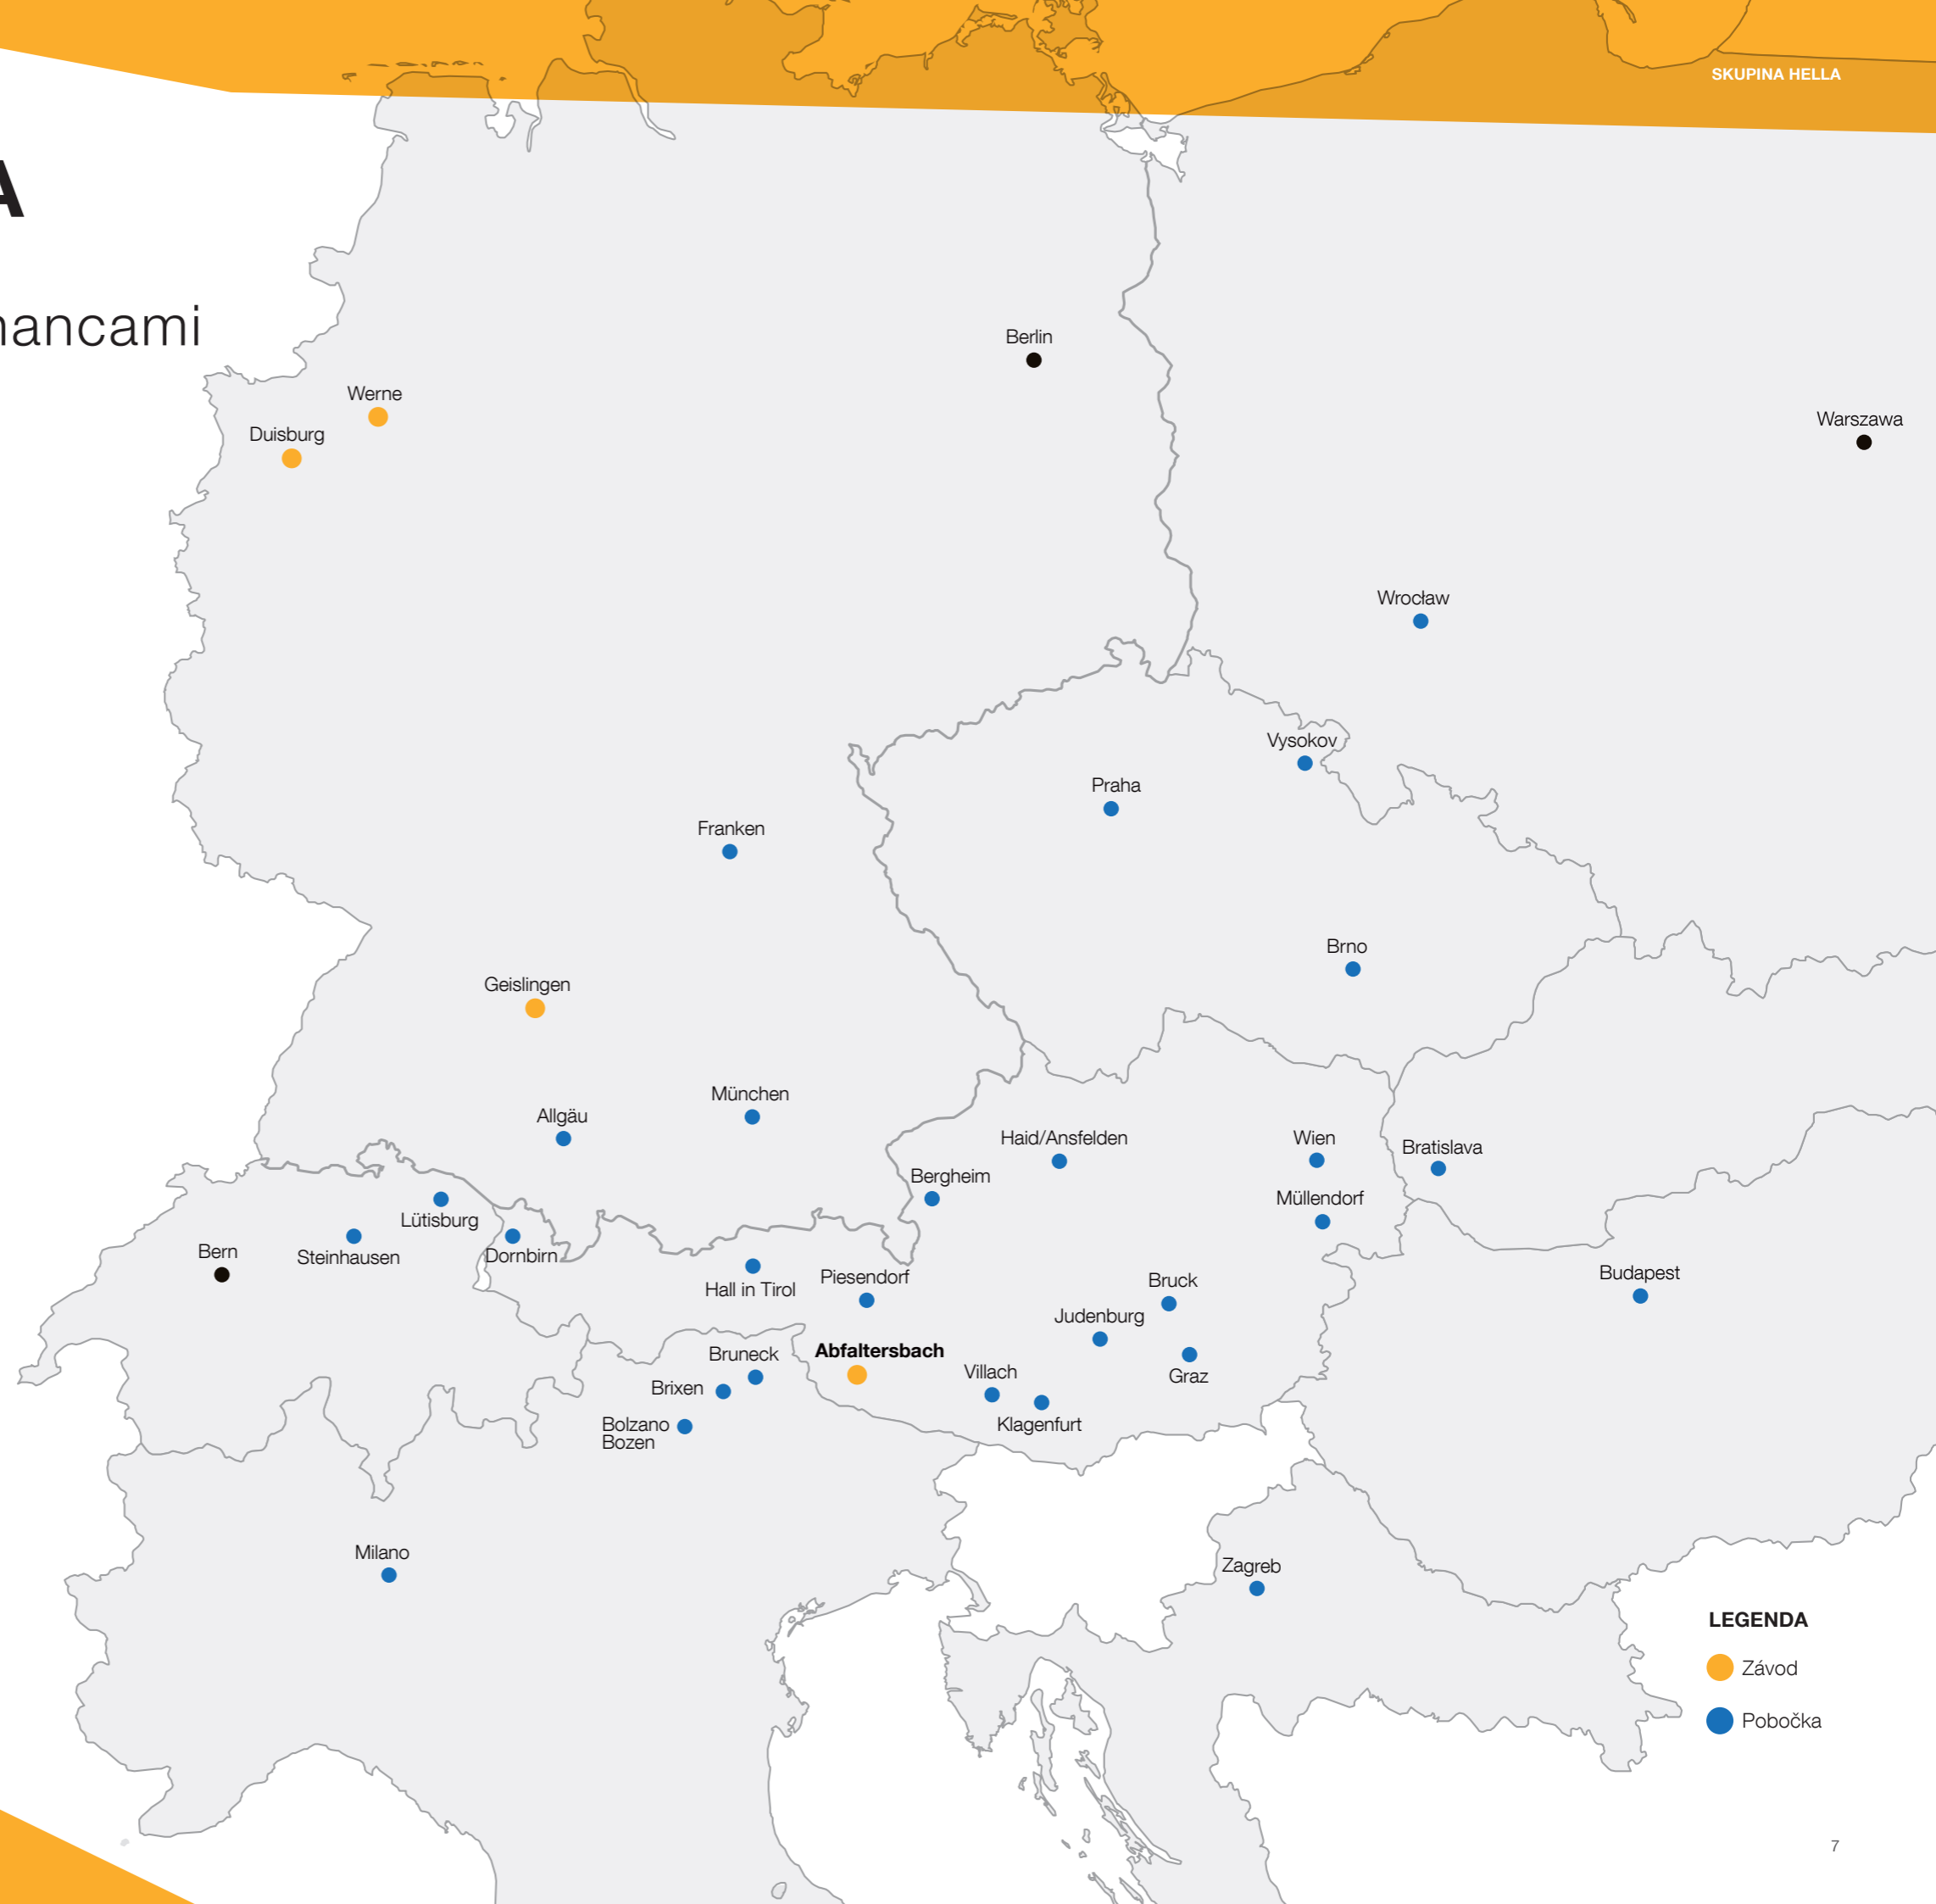 SKUPINA HELLA
A
Berlin
Werne
Warszawa
Duisburg
Wrocław
Vysokov
Praha
Franken
Brno
Geislingen
München
Allgäu
Haid/Ansfelden
Wien
Bratislava
Bergheim
Müllendorf
Lütisburg
Bern
Steinhausen
Dornbirn
Hall in Tirol
Piesendorf
Budapest
Bruck
Judenburg
Abfaltersbach
Bruneck
Villach
Graz
Brixen
Klagenfurt
Bolzano
Bozen
Milano
Zagreb
LEGENDA
Závod
Pobočka
7